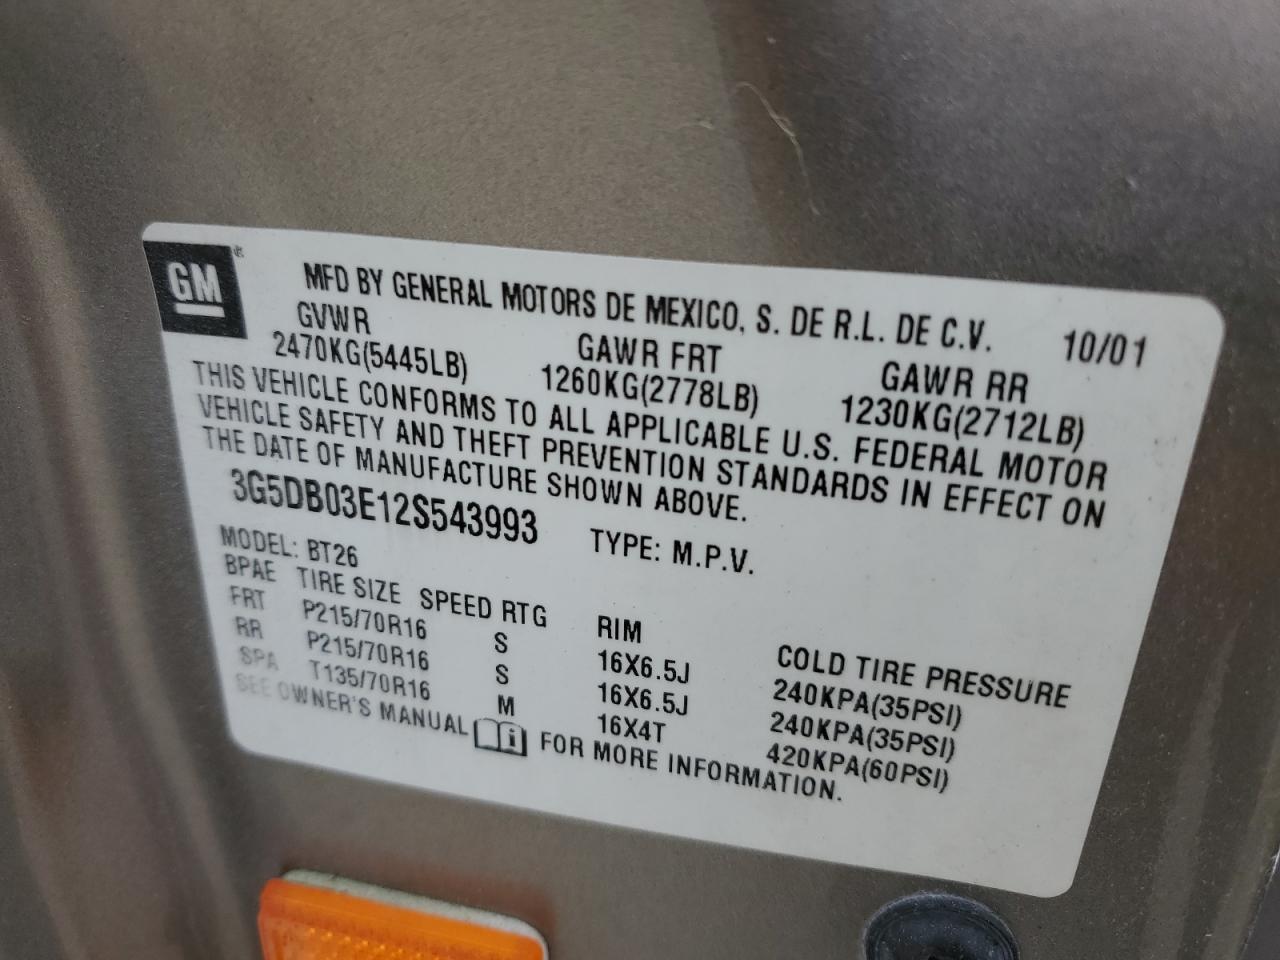 GM ®
MFD BY GENERAL MOTORS DE MEXICO, S. DE R.L. DE C.V. 10/01
GVWR GAWR FRT GAWR RR
2470KG(5445LB) 1260KG(2778LB) 1230KG(2712LB)
THIS VEHICLE CONFORMS TO ALL APPLICABLE U.S. FEDERAL MOTOR
VEHICLE SAFETY AND THEFT PREVENTION STANDARDS IN EFFECT ON
THE DATE OF MANUFACTURE SHOWN ABOVE.
3G5DB03E12S543993 TYPE: M.P.V.
MODEL: BT26
BPAE TIRE SIZE SPEED RTG RIM COLD TIRE PRESSURE
FRT P215/70R16 S 16X6.5J 240KPA(35PSI)
RR P215/70R16 S 16X6.5J 240KPA(35PSI)
SPA T135/70R16 M 16X4T 420KPA(60PSI)
SEE OWNER'S MANUAL i FOR MORE INFORMATION.